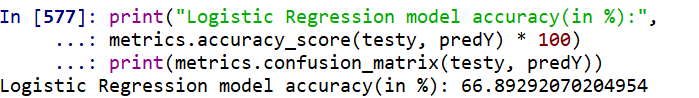 In [577]: print("Logistic Regression model accuracy(in %):",
...: metrics.accuracy_score(testy, predY) * 100)
...: print(metrics.confusion_matrix(testy, predY))
Logistic Regression model accuracy(in %): 66.89292070204954